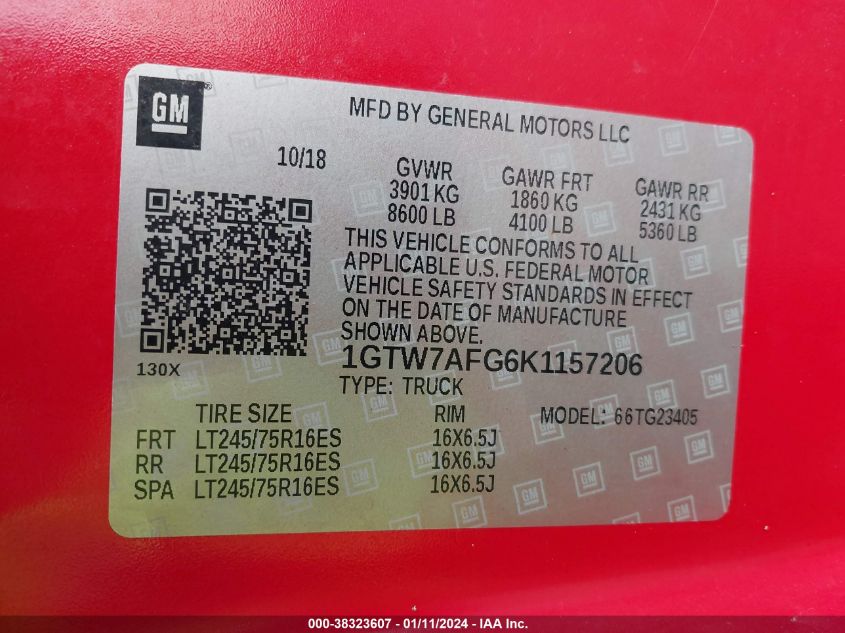 GM
MFD BY GENERAL MOTORS LLC
10/18
GVWR GAWR FRT GAWR RR
3901 KG 1860 KG 2431 KG
8600 LB 4100 LB 5360 LB
THIS VEHICLE CONFORMS TO ALL
APPLICABLE U.S. FEDERAL MOTOR
VEHICLE SAFETY STANDARDS IN EFFECT
ON THE DATE OF MANUFACTURE
SHOWN ABOVE.
1GTW7AFG6K1157206
130X
TYPE: TRUCK
TIRE SIZE RIM MODEL: 66TG23405
FRT LT245/75R16ES 16X6.5J
RR LT245/75R16ES 16X6.5J
SPA LT245/75R16ES 16X6.5J
000-38323607 - 01/11/2024 - IAA Inc.